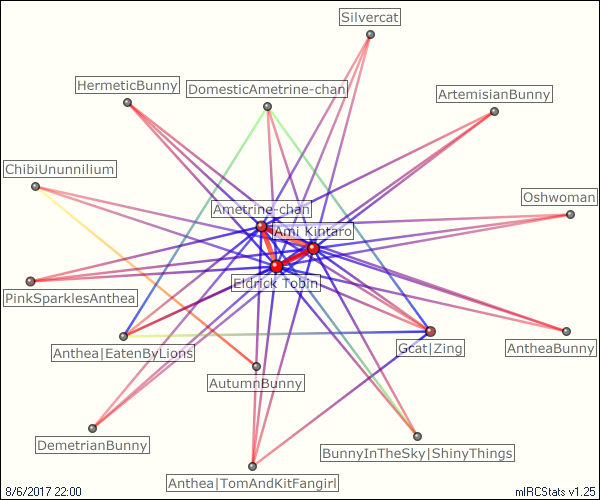 Silvercat
HermeticBunny
DomesticAmetrine-chan
ArtemisianBunny
ChibiUnunnilium
Oshwoman
Ametrine-chan
Ami Kintaro
Eldrick Tobin
PinkSparklesAnthea
Anthea|EatenByLions
Gcat|Zing
AntheaBunny
AutumnBunny
DemetrianBunny
BunnyInTheSky|ShinyThings
Anthea|TomAndKitFangirl
8/6/2017 22:00
mIRCStats v1.25